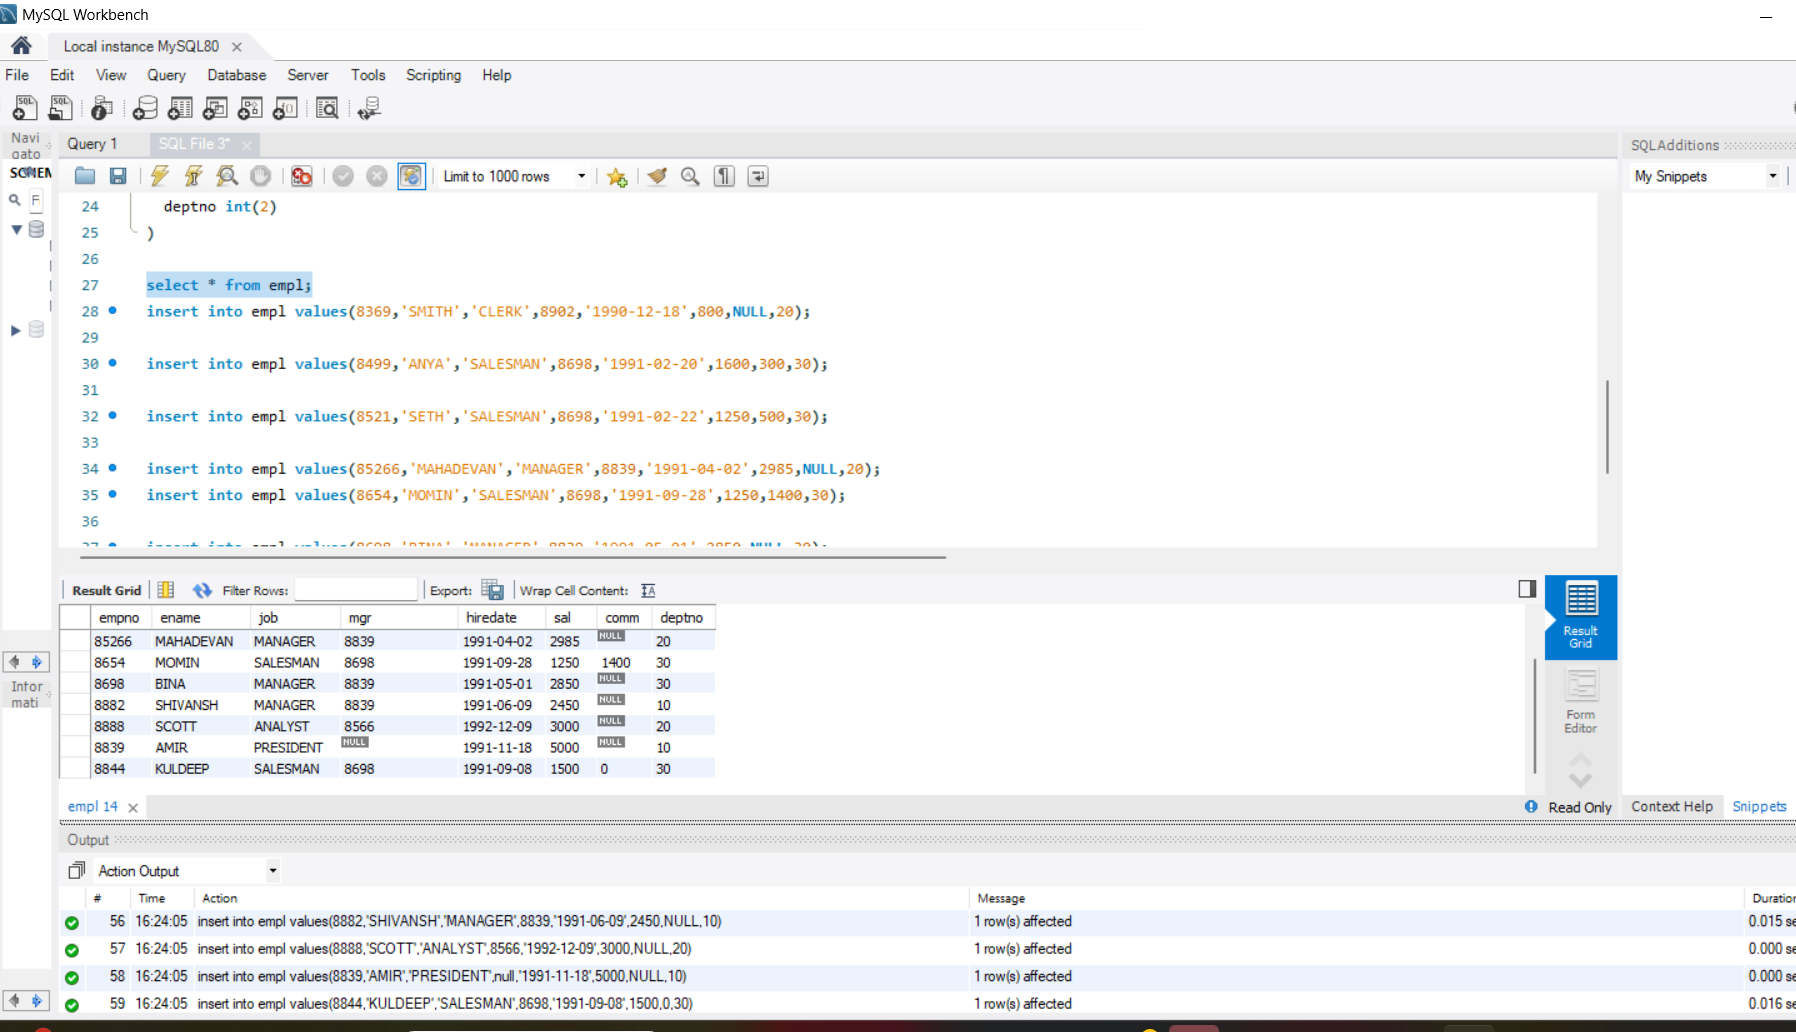 MySQL Workbench
Local instance MySQL80
File Edit View Query Database Server Tools Scripting Help
Navi
gato
Query 1 SQL File 3*
SQLAdditions
Limit to 1000 rows
My Snippets
F
24 deptno int(2)
25 )
26
27 select * from empl;
28 insert into empl values(8369,'SMITH','CLERK',8902,'1990-12-18',800,NULL,20);
29
30 insert into empl values(8499,'ANYA','SALESMAN',8698,'1991-02-20',1600,300,30);
31
32 insert into empl values(8521,'SETH','SALESMAN',8698,'1991-02-22',1250,500,30);
33
34 insert into empl values(85266,'MAHADEVAN','MANAGER',8839,'1991-04-02',2985,NULL,20);
35 insert into empl values(8654,'MOMIN','SALESMAN',8698,'1991-09-28',1250,1400,30);
36
Result Grid Filter Rows: Export: Wrap Cell Content:
empno ename job mgr hiredate sal comm deptno
85266 MAHADEVAN MANAGER 8839 1991-04-02 2985 NULL 20
8654 MOMIN SALESMAN 8698 1991-09-28 1250 1400 30
8698 BINA MANAGER 8839 1991-05-01 2850 NULL 30
8882 SHIVANSH MANAGER 8839 1991-06-09 2450 NULL 10
8888 SCOTT ANALYST 8566 1992-12-09 3000 NULL 20
8839 AMIR PRESIDENT NULL 1991-11-18 5000 NULL 10
8844 KULDEEP SALESMAN 8698 1991-09-08 1500 0 30
Result
Grid
Form
Editor
Infor
mati
empl 14
Read Only
Context Help Snippets
Output
Action Output
# Time Action Message
56 16:24:05 insert into empl values(8882,'SHIVANSH','MANAGER',8839,'1991-06-09',2450,NULL,10) 1 row(s) affected 0.015 se
57 16:24:05 insert into empl values(8888,'SCOTT','ANALYST',8566,'1992-12-09',3000,NULL,20) 1 row(s) affected 0.000 se
58 16:24:05 insert into empl values(8839,'AMIR','PRESIDENT',null,'1991-11-18',5000,NULL,10) 1 row(s) affected 0.000 se
59 16:24:05 insert into empl values(8844,'KULDEEP','SALESMAN',8698,'1991-09-08',1500,0,30) 1 row(s) affected 0.016 se